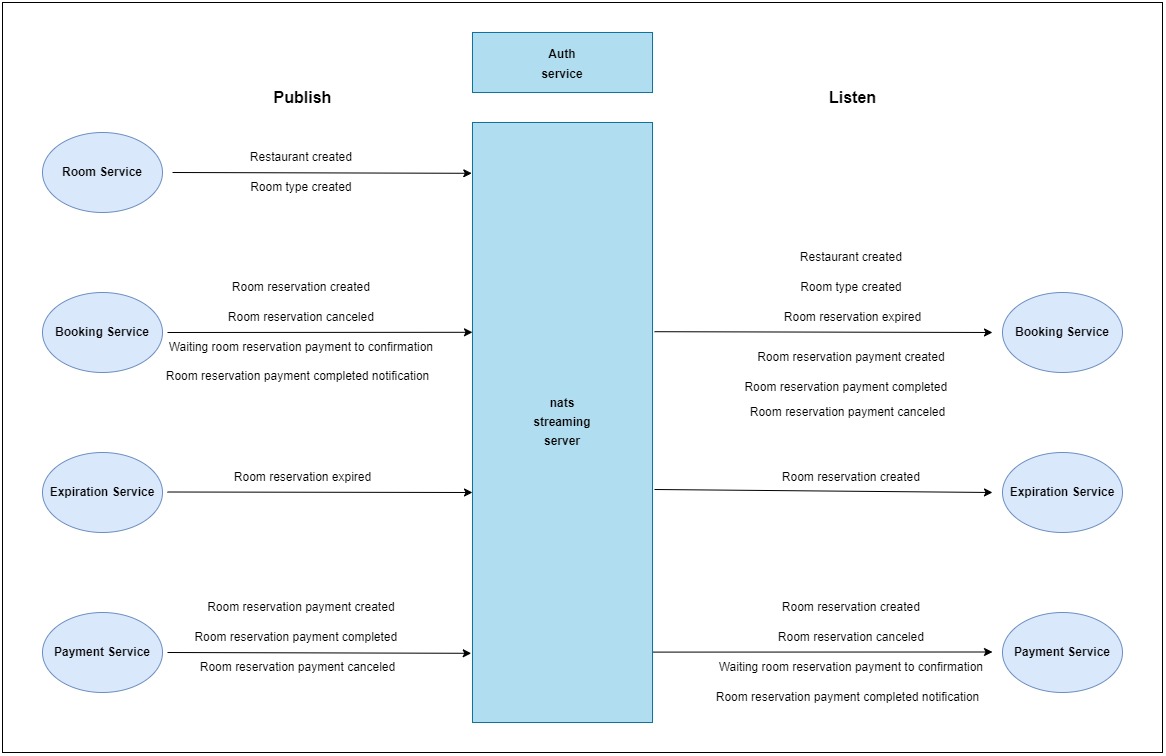 Auth
service
Publish
Listen
Room Service
Restaurant created
Room type created
Booking Service
Room reservation created
Room reservation canceled
Waiting room reservation payment to confirmation
Room reservation payment completed notification
Expiration Service
Room reservation expired
Payment Service
Room reservation payment created
Room reservation payment completed
Room reservation payment canceled
nats
streaming
server
Restaurant created
Room type created
Room reservation expired
Room reservation payment created
Room reservation payment completed
Room reservation payment canceled
Booking Service
Room reservation created
Expiration Service
Room reservation created
Room reservation canceled
Waiting room reservation payment to confirmation
Room reservation payment completed notification
Payment Service